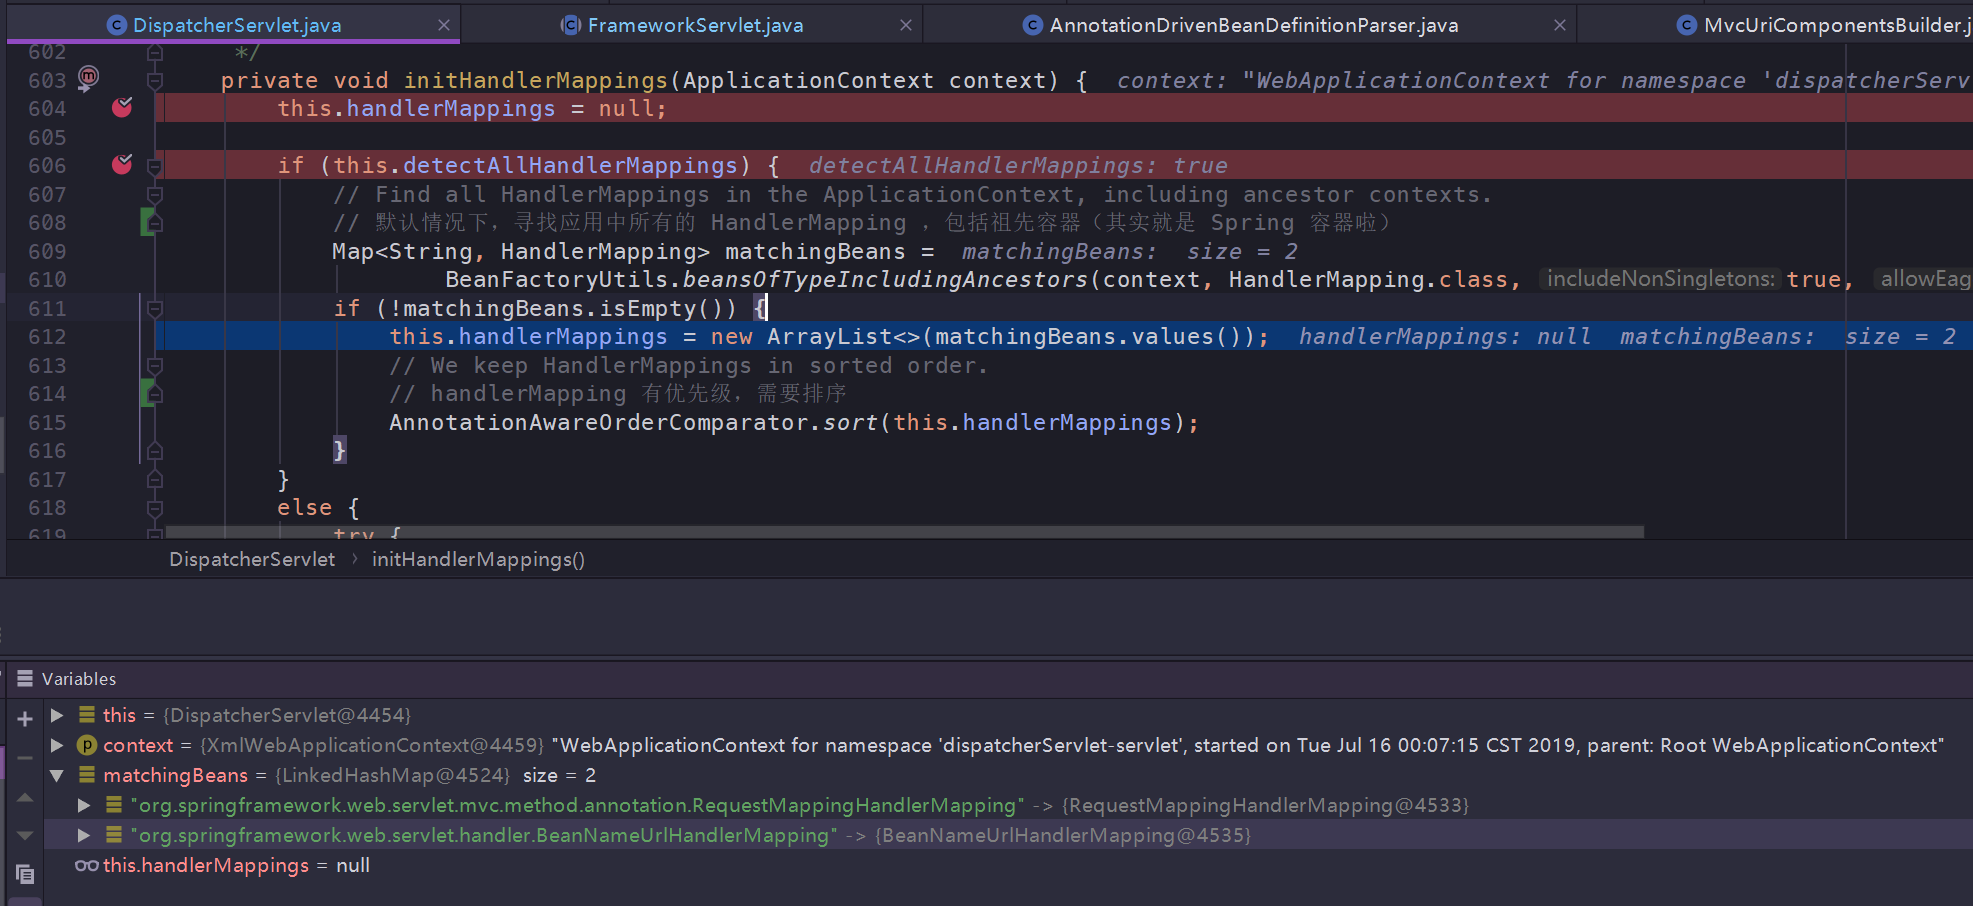 DispatcherServlet.java
FrameworkServlet.java
AnnotationDrivenBeanDefinitionParser.java
MvcUriComponentsBuilder.j
602 */
603 private void initHandlerMappings(ApplicationContext context) { context: "WebApplicationContext for namespace 'dispatcherServ
604 this.handlerMappings = null;
605
606 if (this.detectAllHandlerMappings) { detectAllHandlerMappings: true
607 // Find all HandlerMappings in the ApplicationContext, including ancestor contexts.
608 // 默认情况下，寻找应用中所有的 HandlerMapping ，包括祖先容器（其实就是 Spring 容器啦）
609 Map<String, HandlerMapping> matchingBeans = matchingBeans: size = 2
610 BeanFactoryUtils.beansOfTypeIncludingAncestors(context, HandlerMapping.class, includeNonSingletons: true, allowEag
611 if (!matchingBeans.isEmpty()) {
612 this.handlerMappings = new ArrayList<>(matchingBeans.values()); handlerMappings: null matchingBeans: size = 2
613 // We keep HandlerMappings in sorted order.
614 // handlerMapping 有优先级，需要排序
615 AnnotationAwareOrderComparator.sort(this.handlerMappings);
616 }
617 }
618 else {
619 try {
DispatcherServlet › initHandlerMappings()
Variables
this = {DispatcherServlet@4454}
context = {XmlWebApplicationContext@4459} "WebApplicationContext for namespace 'dispatcherServlet-servlet', started on Tue Jul 16 00:07:15 CST 2019, parent: Root WebApplicationContext"
matchingBeans = {LinkedHashMap@4524} size = 2
"org.springframework.web.servlet.mvc.method.annotation.RequestMappingHandlerMapping" -> {RequestMappingHandlerMapping@4533}
"org.springframework.web.servlet.handler.BeanNameUrlHandlerMapping" -> {BeanNameUrlHandlerMapping@4535}
this.handlerMappings = null